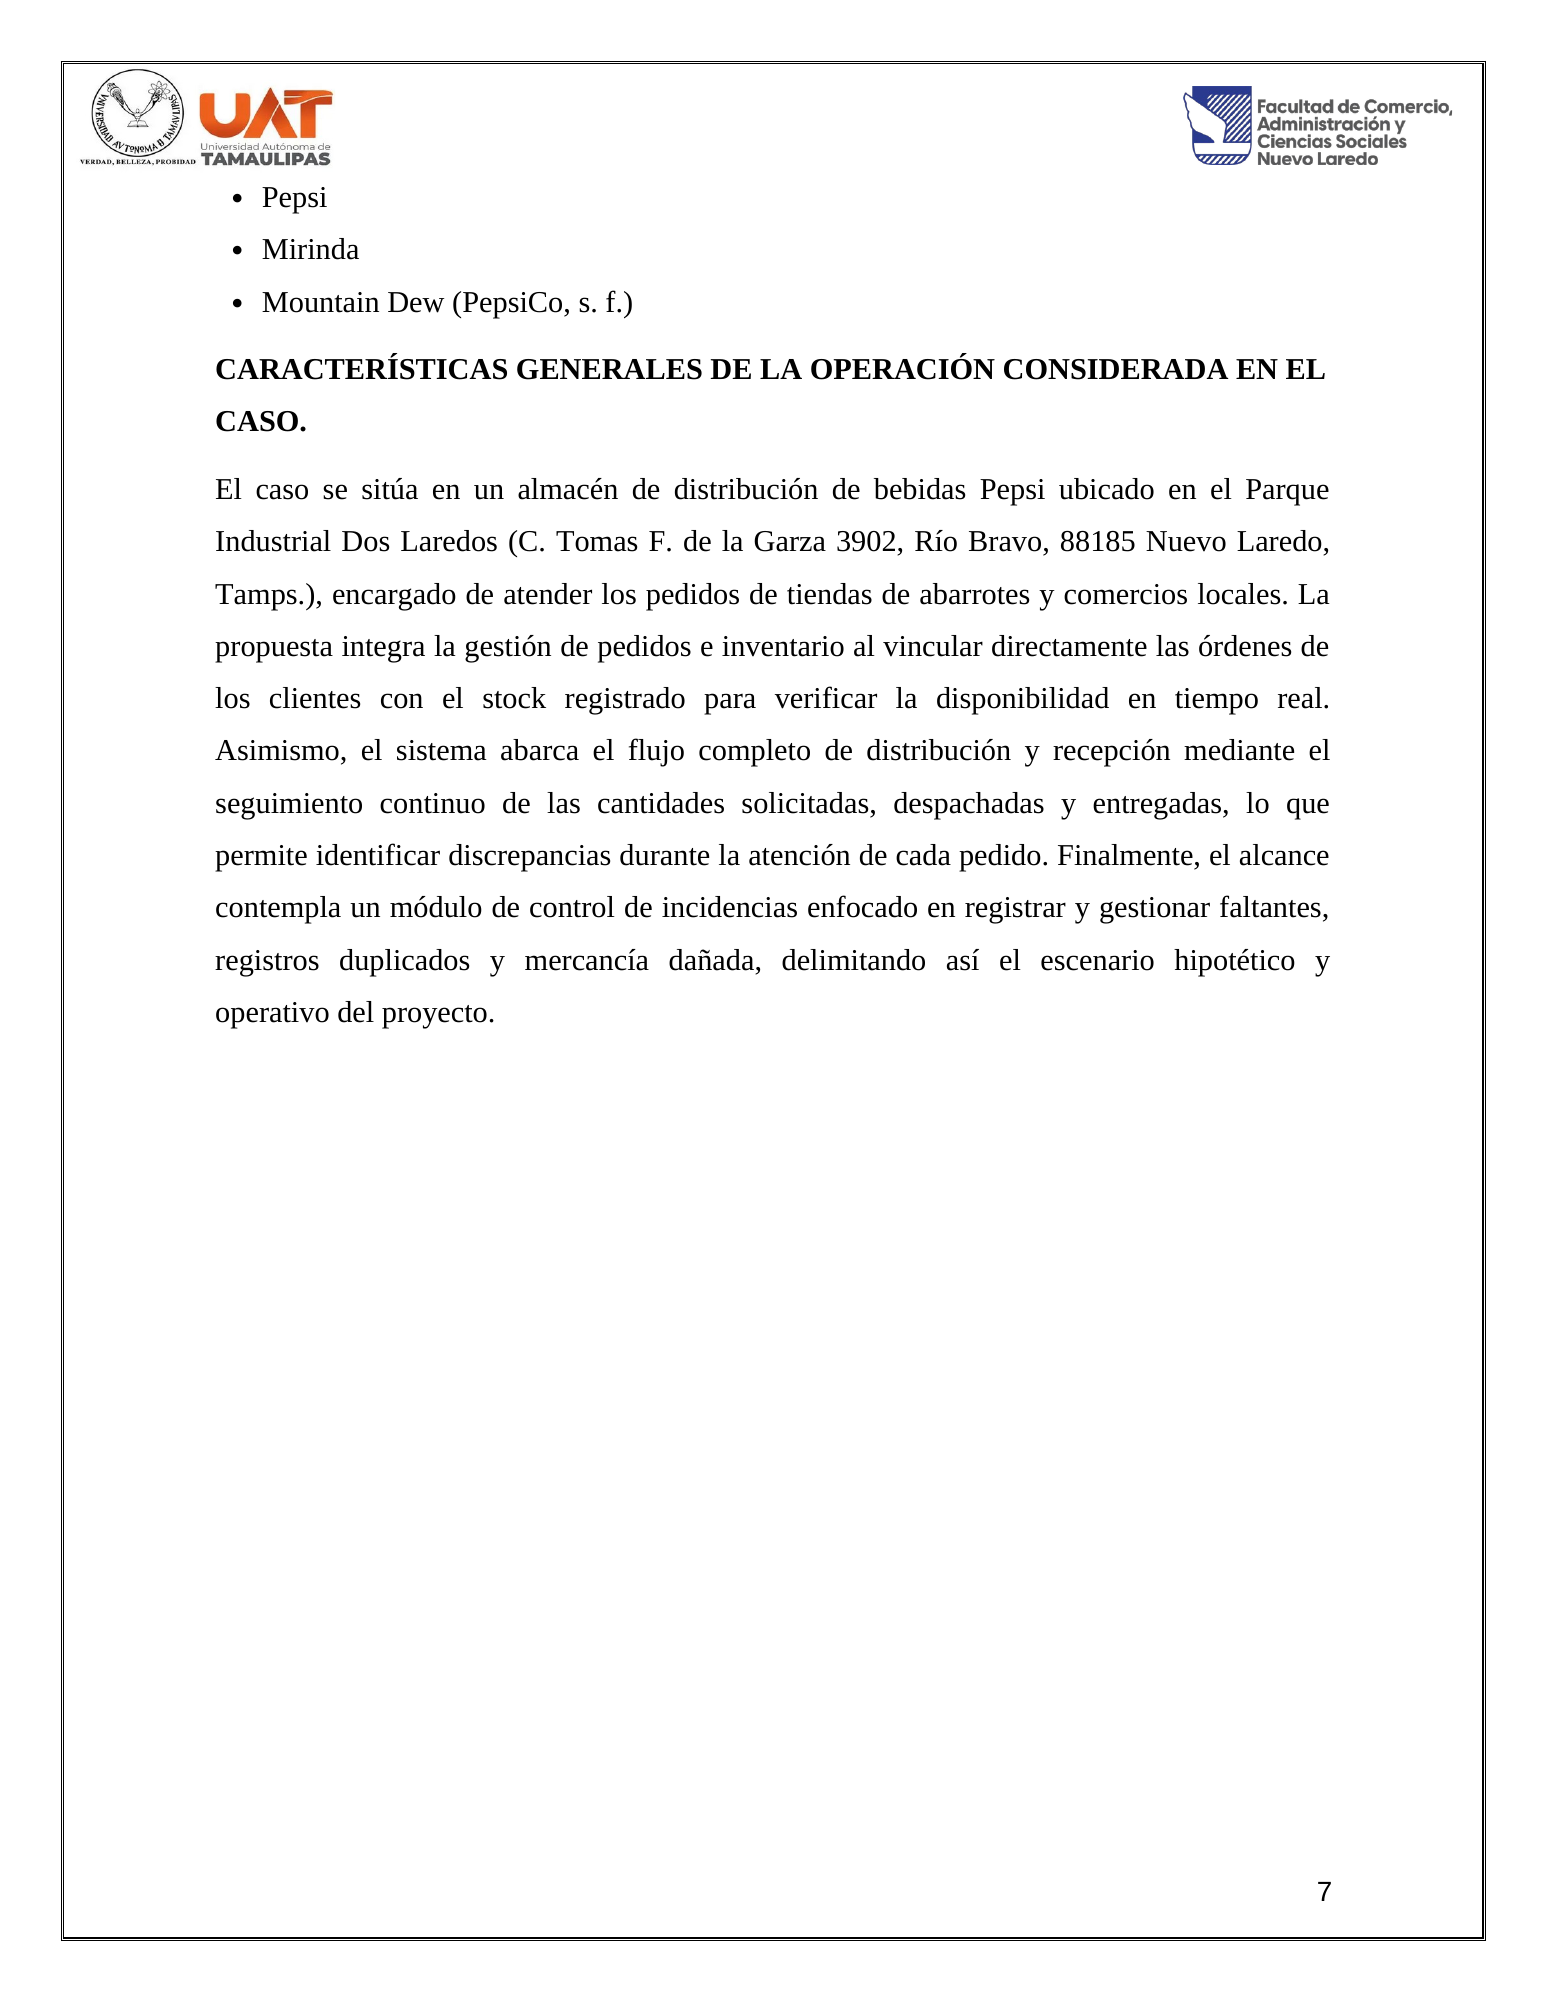 UNIVERSIDAD AVTONOMA D TAMAVLIPAS
VERDAD, BELLEZA, PROBIDAD
UAT
Universidad Autónoma de
TAMAULIPAS
Facultad de Comercio,
Administración y
Ciencias Sociales
Nuevo Laredo
• Pepsi
• Mirinda
• Mountain Dew (PepsiCo, s. f.)
CARACTERÍSTICAS GENERALES DE LA OPERACIÓN CONSIDERADA EN EL
CASO.
El caso se sitúa en un almacén de distribución de bebidas Pepsi ubicado en el Parque
Industrial Dos Laredos (C. Tomas F. de la Garza 3902, Río Bravo, 88185 Nuevo Laredo,
Tamps.), encargado de atender los pedidos de tiendas de abarrotes y comercios locales. La
propuesta integra la gestión de pedidos e inventario al vincular directamente las órdenes de
los clientes con el stock registrado para verificar la disponibilidad en tiempo real.
Asimismo, el sistema abarca el flujo completo de distribución y recepción mediante el
seguimiento continuo de las cantidades solicitadas, despachadas y entregadas, lo que
permite identificar discrepancias durante la atención de cada pedido. Finalmente, el alcance
contempla un módulo de control de incidencias enfocado en registrar y gestionar faltantes,
registros duplicados y mercancía dañada, delimitando así el escenario hipotético y
operativo del proyecto.
7